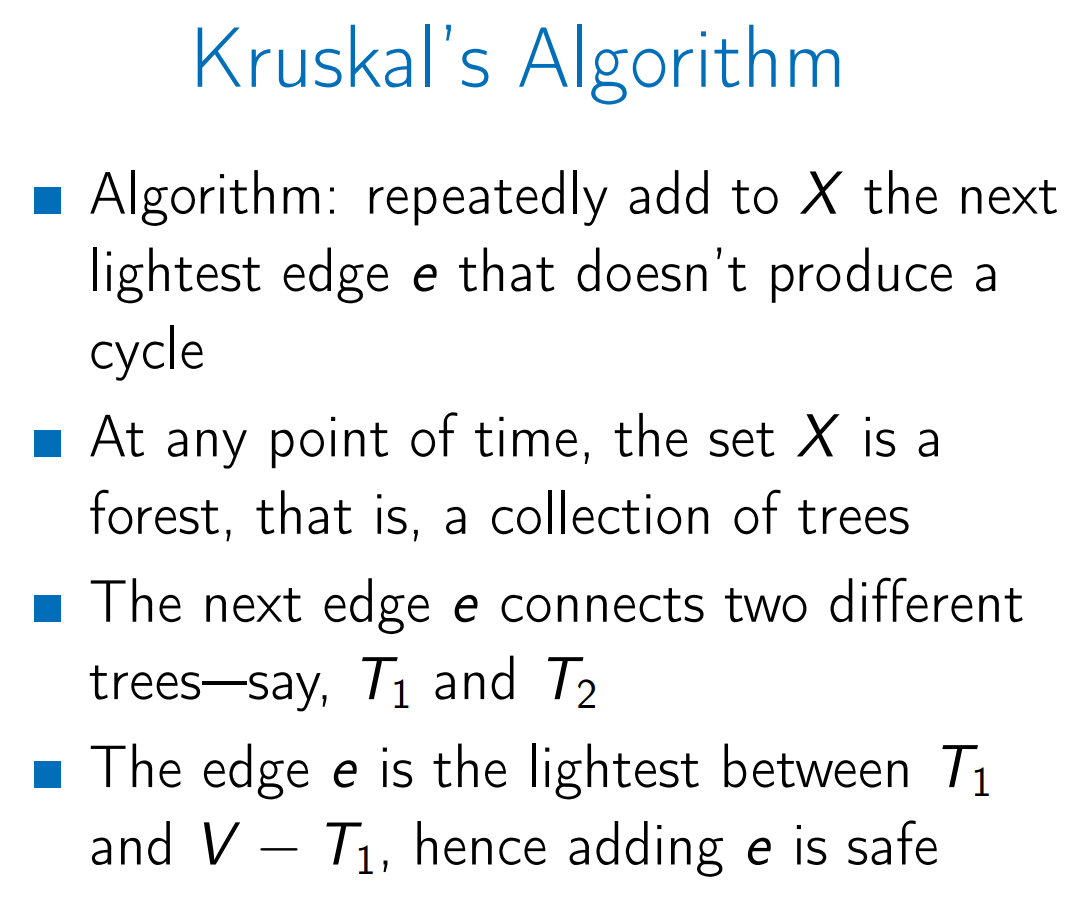 Kruskal's Algorithm
Algorithm: repeatedly add to X the next
lightest edge e that doesn't produce a
cycle
At any point of time, the set X is a
forest, that is, a collection of trees
The next edge e connects two different
trees—say, T₁ and T₂
The edge e is the lightest between T₁
and V − T₁, hence adding e is safe